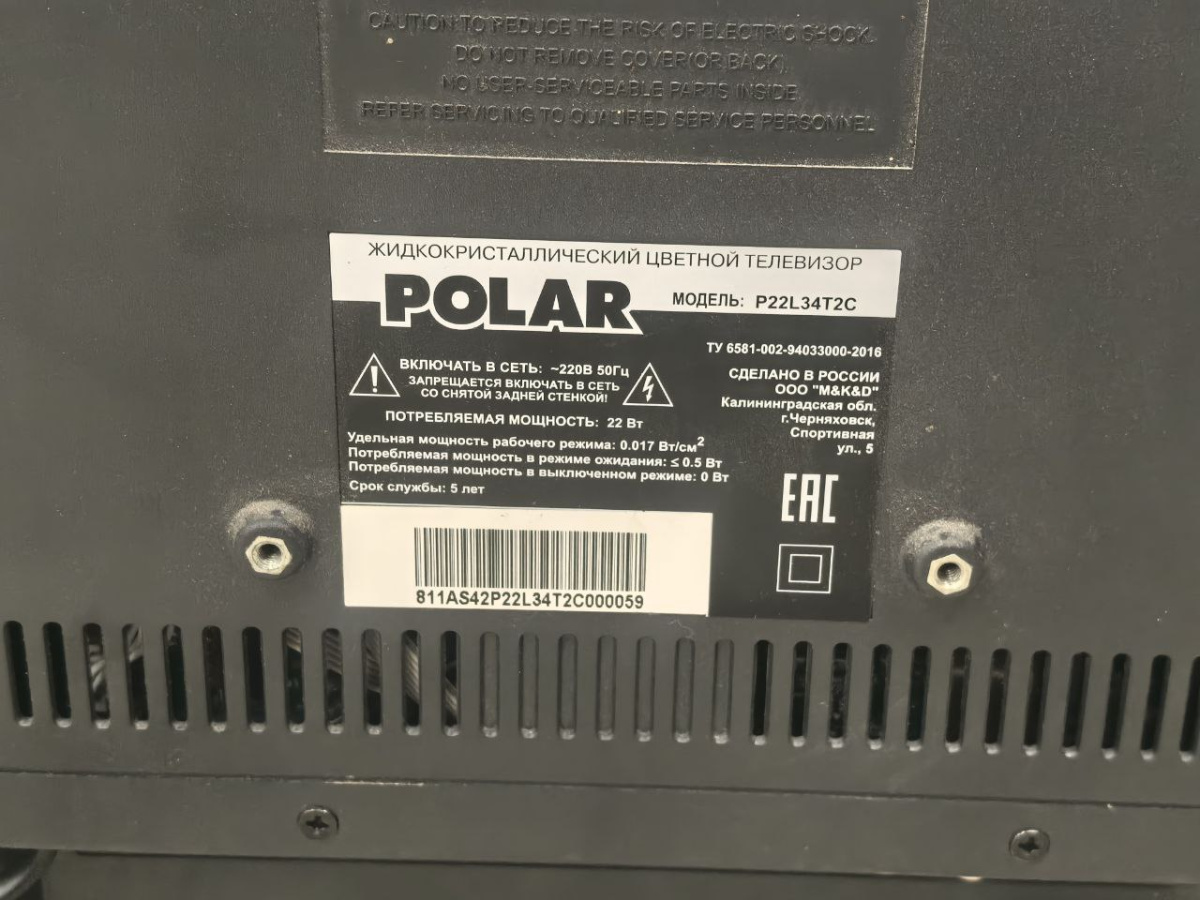 CAUTION TO REDUCE THE RISK OF ELECTRIC SHOCK.
DO NOT REMOVE COVER(OR BACK)
NO USER-SERVICEABLE PARTS INSIDE
REFER SERVICING TO QUALIFIED SERVICE PERSONNEL
ЖИДКОКРИСТАЛЛИЧЕСКИЙ ЦВЕТНОЙ ТЕЛЕВИЗОР
POLAR
МОДЕЛЬ: P22L34T2C
ТУ 6581-002-94033000-2016
ВКЛЮЧАТЬ В СЕТЬ: ~220В 50Гц
ЗАПРЕЩАЕТСЯ ВКЛЮЧАТЬ В СЕТЬ
СО СНЯТОЙ ЗАДНЕЙ СТЕНКОЙ!
ПОТРЕБЛЯЕМАЯ МОЩНОСТЬ: 22 Вт
Удельная мощность рабочего режима: 0.017 Вт/см²
Потребляемая мощность в режиме ожидания: ≤ 0.5 Вт
Потребляемая мощность в выключенном режиме: 0 Вт
Срок службы: 5 лет
СДЕЛАНО В РОССИИ
ООО "M&K&D"
Калининградская обл.
г.Черняховск,
Спортивная
ул., 5
EAC
811AS42P22L34T2C000059